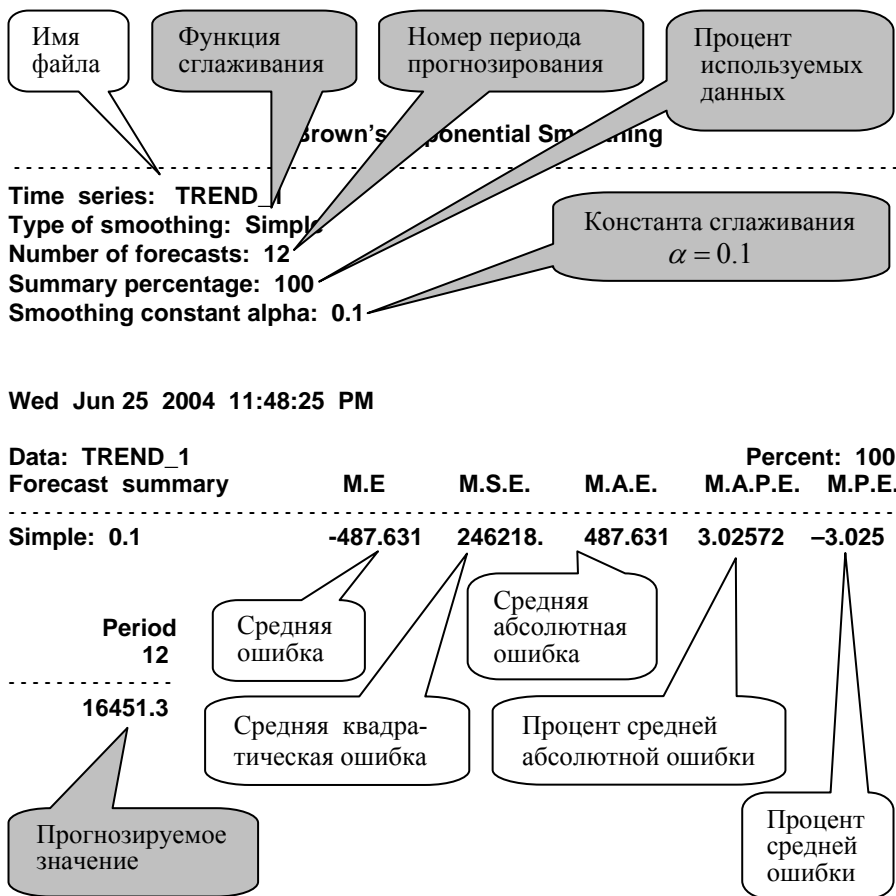 Имя
файла
Функция
сглаживания
Номер периода
прогнозирования
Процент
используемых
данных
Brown's
Time series: TREND_1
Type of smoothing: Simple
Number of forecasts: 12
Summary percentage: 100
Smoothing constant alpha: 0.1
Константа сглаживания
α = 0.1
Wed Jun 25 2004 11:48:25 PM
Data: TREND_1 Percent: 100
Forecast summary M.E M.S.E. M.A.E. M.A.P.E. M.P.E.
Simple: 0.1 -487.631 246218. 487.631 3.02572 –3.025
Period
12
16451.3
Средняя
ошибка
Средняя
абсолютная
ошибка
Средняя квадра-
тическая ошибка
Процент средней
абсолютной ошибки
Прогнозируемое
значение
Процент
средней
ошибки